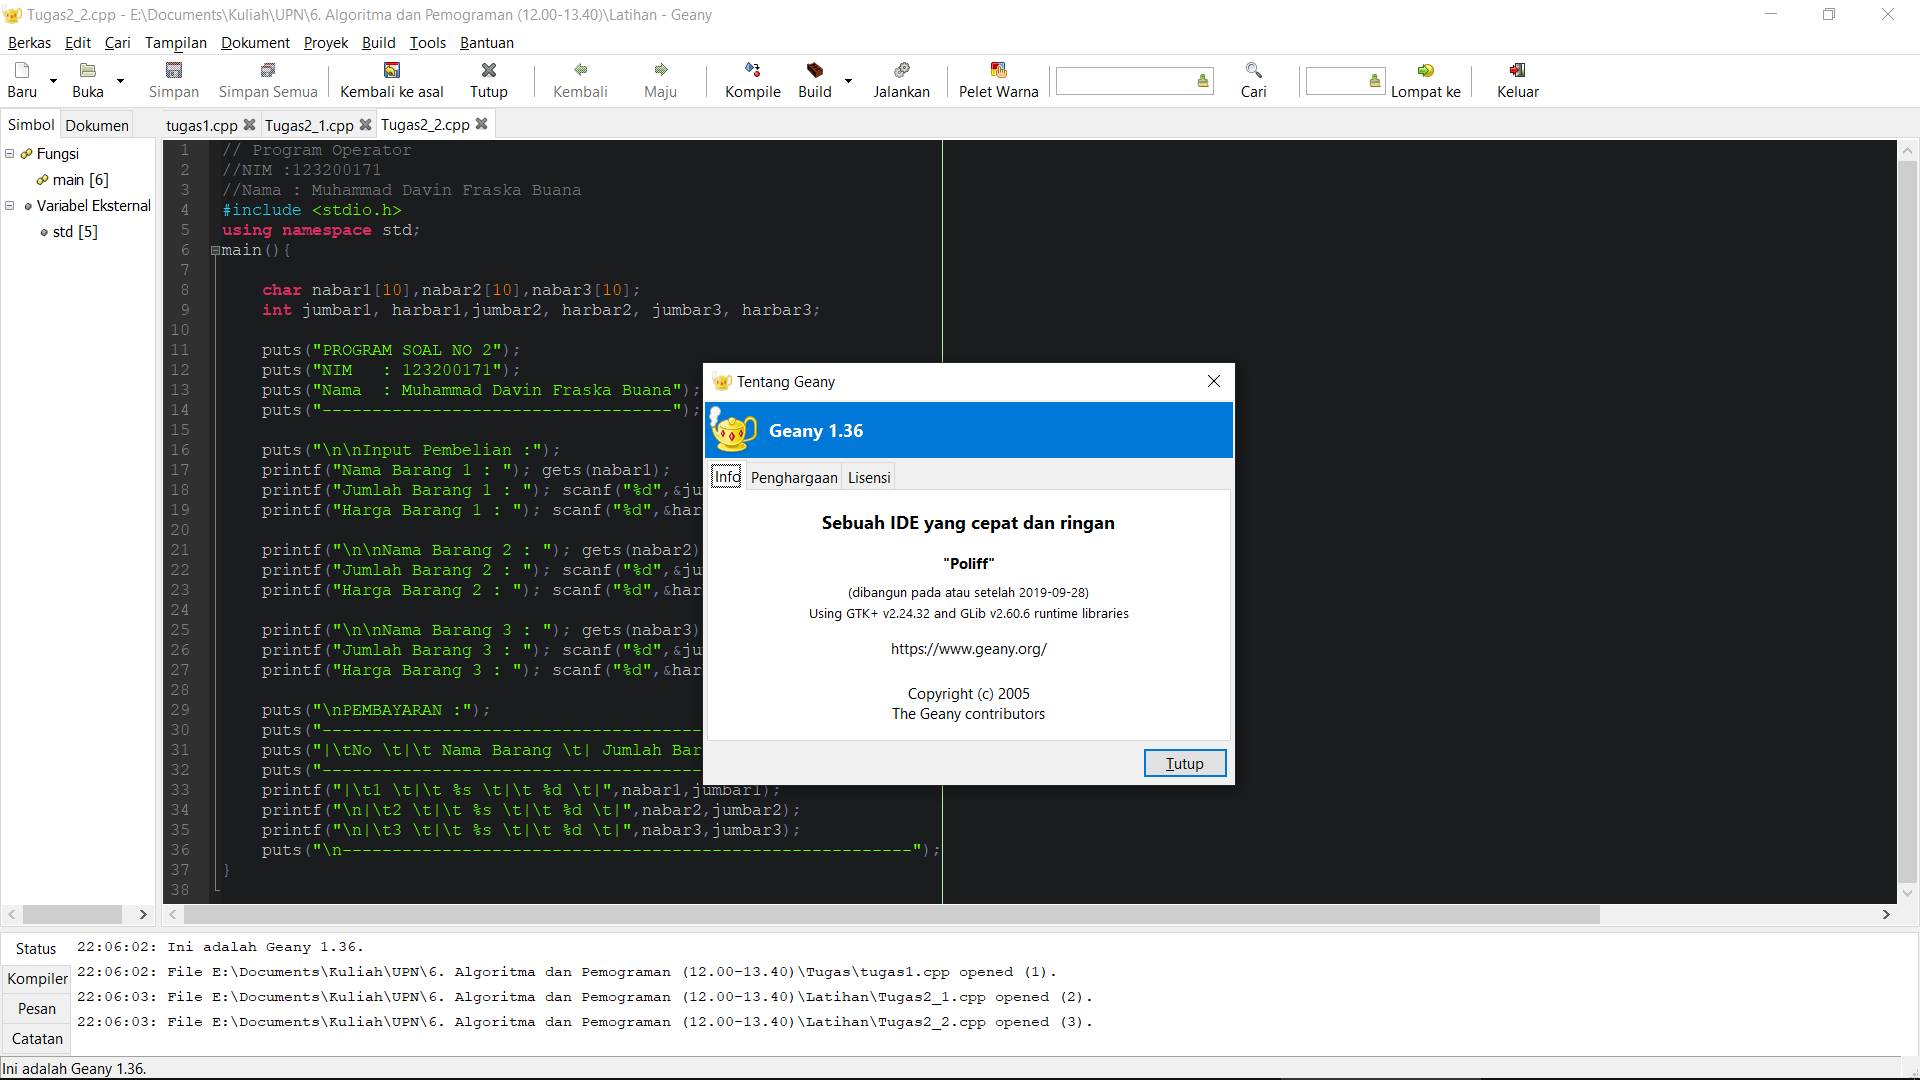 Tugas2_2.cpp - E:\Documents\Kuliah\UPN\6. Algoritma dan Pemograman (12.00-13.40)\Latihan - Geany
Berkas Edit Cari Tampilan Dokumen Proyek Build Tools Bantuan
Baru Buka Simpan Simpan Semua Kembali ke asal Tutup Kembali Maju Kompile Build Jalankan Pelet Warna Cari Lompat ke Keluar
Simbol Dokumen
Fungsi
main [6]
Variabel Eksternal
std [5]
tugas1.cpp Tugas2_1.cpp Tugas2_2.cpp
1 // Program Operator
2 //NIM :123200171
3 //Nama : Muhammad Davin Fraska Buana
4 #include <stdio.h>
5 using namespace std;
6 main(){
7
8 char nabar1[10],nabar2[10],nabar3[10];
9 int jumbar1, harbar1,jumbar2, harbar2, jumbar3, harbar3;
10
11 puts("PROGRAM SOAL NO 2");
12 puts("NIM   : 123200171");
13 puts("Nama  : Muhammad Davin Fraska Buana");
14 puts("-----------------------------------");
15
16 puts("\n\nInput Pembelian :");
17 printf("Nama Barang 1 : "); gets(nabar1);
18 printf("Jumlah Barang 1 : "); scanf("%d",&ju
19 printf("Harga Barang 1 : "); scanf("%d",&har
20
21 printf("\n\nNama Barang 2 : "); gets(nabar2)
22 printf("Jumlah Barang 2 : "); scanf("%d",&ju
23 printf("Harga Barang 2 : "); scanf("%d",&har
24
25 printf("\n\nNama Barang 3 : "); gets(nabar3)
26 printf("Jumlah Barang 3 : "); scanf("%d",&ju
27 printf("Harga Barang 3 : "); scanf("%d",&har
28
29 puts("\nPEMBAYARAN :");
30 puts("--------------------------------------
31 puts("|\tNo \t|\t Nama Barang \t| Jumlah Bar
32 puts("--------------------------------------
33 printf("|\t1 \t|\t %s \t|\t %d \t|",nabar1,jumbar1);
34 printf("\n|\t2 \t|\t %s \t|\t %d \t|",nabar2,jumbar2);
35 printf("\n|\t3 \t|\t %s \t|\t %d \t|",nabar3,jumbar3);
36 puts("\n---------------------------------------------------------");
37 }
38
Tentang Geany
Geany 1.36
Info Penghargaan Lisensi
Sebuah IDE yang cepat dan ringan
"Poliff"
(dibangun pada atau setelah 2019-09-28)
Using GTK+ v2.24.32 and GLib v2.60.6 runtime libraries
https://www.geany.org/
Copyright (c) 2005
The Geany contributors
Tutup
Status
Kompiler
Pesan
Catatan
22:06:02: Ini adalah Geany 1.36.
22:06:02: File E:\Documents\Kuliah\UPN\6. Algoritma dan Pemograman (12.00-13.40)\Tugas\tugas1.cpp opened (1).
22:06:03: File E:\Documents\Kuliah\UPN\6. Algoritma dan Pemograman (12.00-13.40)\Latihan\Tugas2_1.cpp opened (2).
22:06:03: File E:\Documents\Kuliah\UPN\6. Algoritma dan Pemograman (12.00-13.40)\Latihan\Tugas2_2.cpp opened (3).
Ini adalah Geany 1.36.